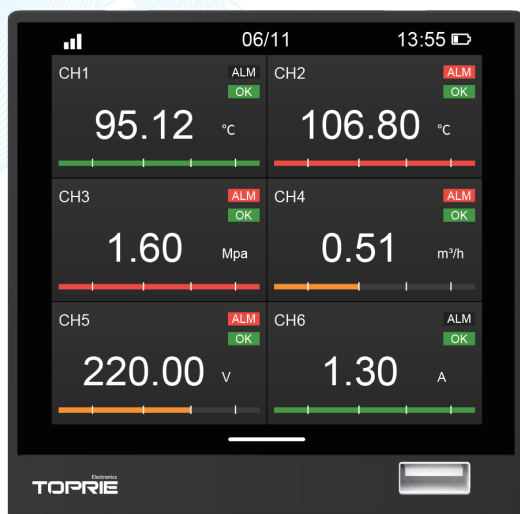 06/11 13:55
CH1 ALM OK
95.12 °C
CH2 ALM OK
106.80 °C
CH3 ALM OK
1.60 Mpa
CH4 ALM OK
0.51 m³/h
CH5 ALM OK
220.00 V
CH6 ALM OK
1.30 A
Electronics
TOPRIE